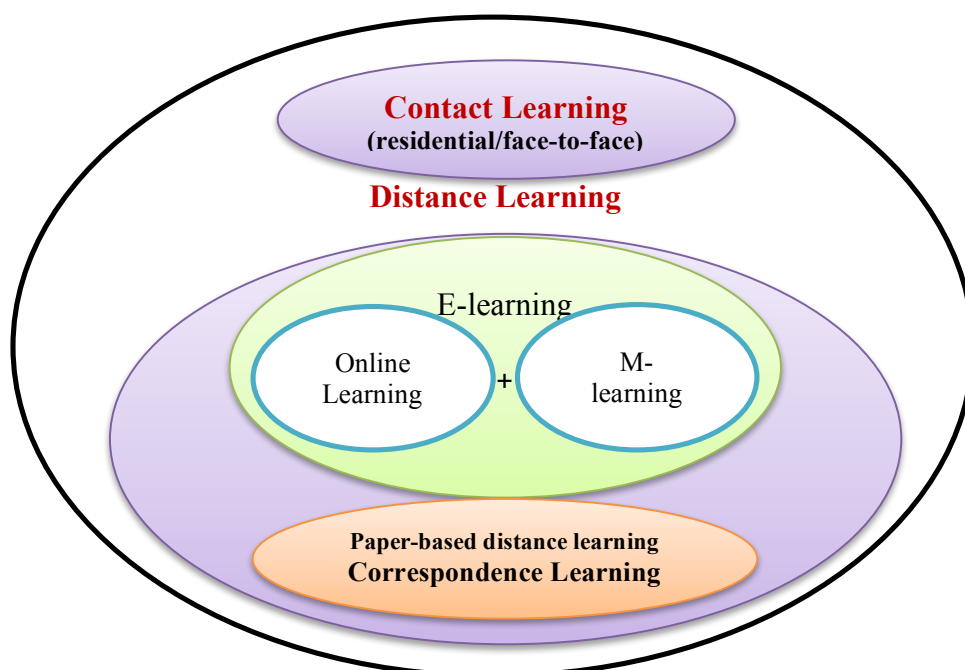 Contact Learning
(residential/face-to-face)
Distance Learning
E-learning
Online
Learning
+
M-
learning
Paper-based distance learning
Correspondence Learning